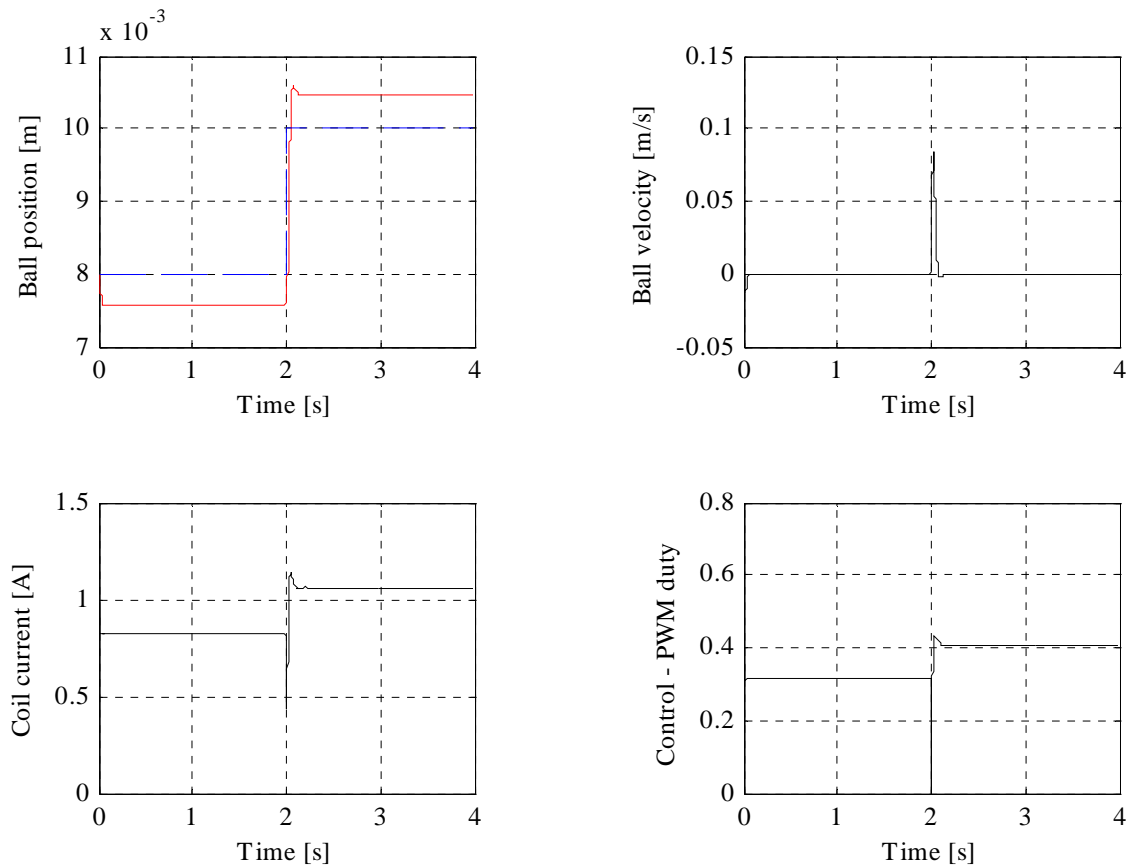 x 10^-3
11
10
9
8
7
Ball position [m]
0 1 2 3 4
Time [s]
0.15
0.1
0.05
0
-0.05
Ball velocity [m/s]
0 1 2 3 4
Time [s]
1.5
1
0.5
0
Coil current [A]
0 1 2 3 4
Time [s]
0.8
0.6
0.4
0.2
0
Control - PWM duty
0 1 2 3 4
Time [s]